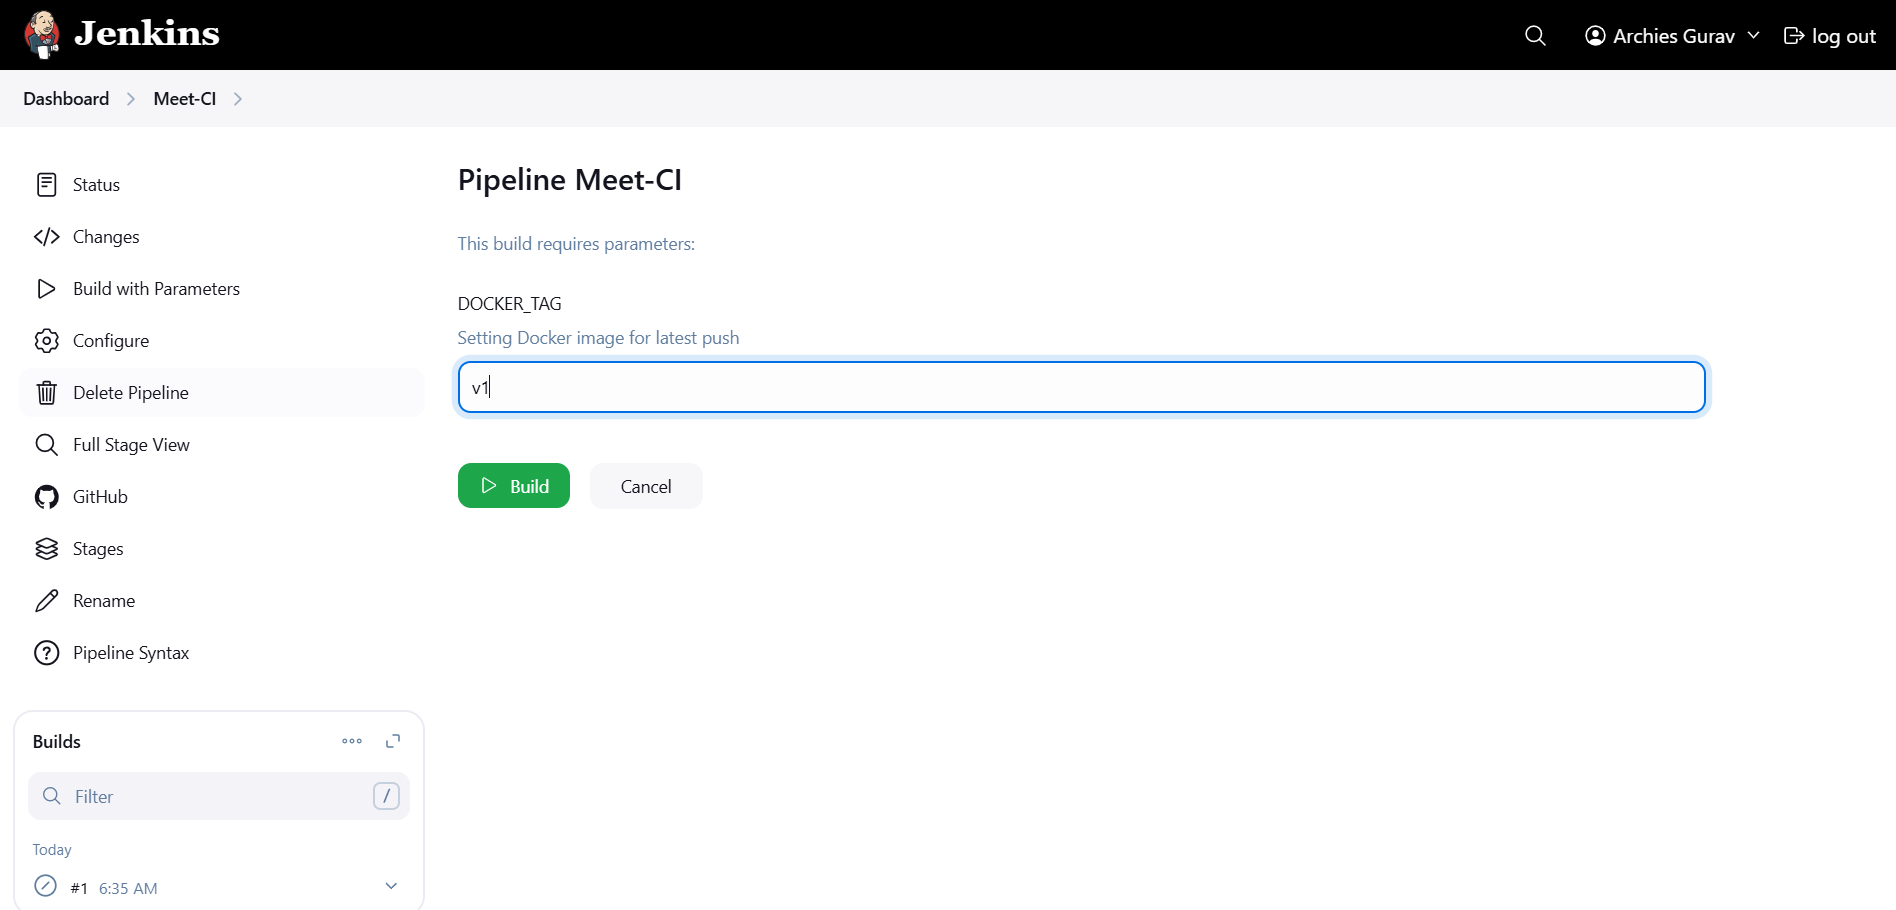 Jenkins
Archies Gurav
log out
Dashboard
Meet-CI
Status
Changes
Build with Parameters
Configure
Delete Pipeline
Full Stage View
GitHub
Stages
Rename
Pipeline Syntax
Builds
Filter
/
Today
#1 6:35 AM
Pipeline Meet-CI
This build requires parameters:
DOCKER_TAG
Setting Docker image for latest push
v1
Build
Cancel